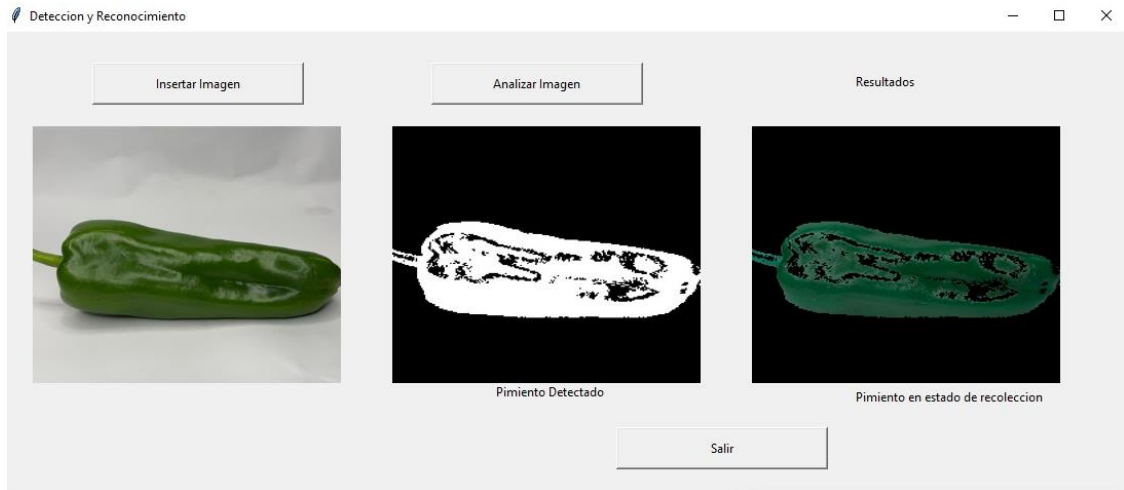 Deteccion y Reconocimiento
Insertar Imagen
Analizar Imagen
Resultados
Pimiento Detectado
Pimiento en estado de recoleccion
Salir